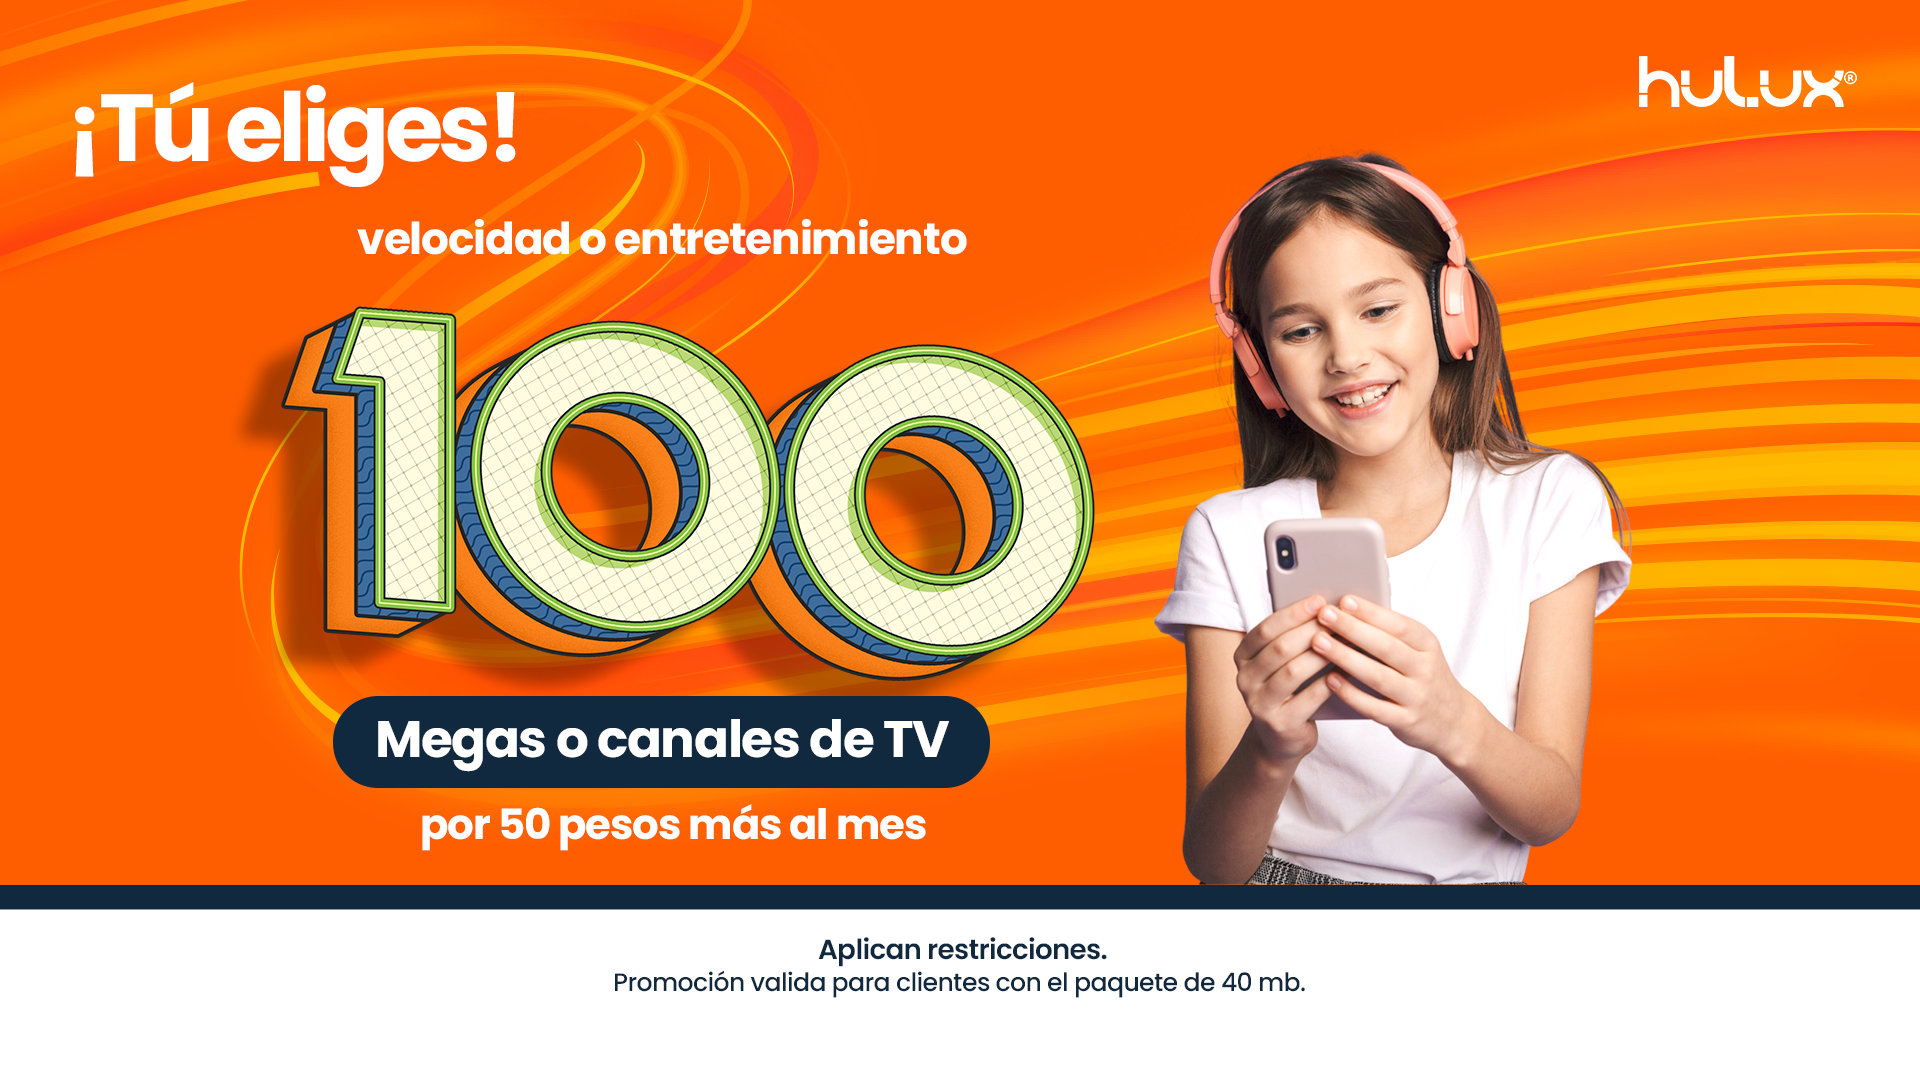 ¡Tú eliges!
hulux®
velocidad o entretenimiento
100
Megas o canales de TV
por 50 pesos más al mes
Aplican restricciones.
Promoción valida para clientes con el paquete de 40 mb.